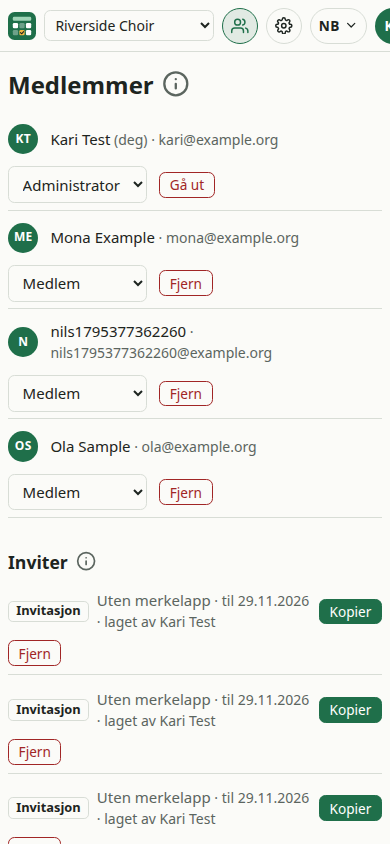 Riverside Choir
NB
K
Medlemmer
KT
Kari Test (deg) · kari@example.org
Administrator
Gå ut
ME
Mona Example · mona@example.org
Medlem
Fjern
N
nils1795377362260 ·
nils1795377362260@example.org
Medlem
Fjern
OS
Ola Sample · ola@example.org
Medlem
Fjern
Inviter
Invitasjon
Uten merkelapp · til 29.11.2026
· laget av Kari Test
Kopier
Fjern
Invitasjon
Uten merkelapp · til 29.11.2026
· laget av Kari Test
Kopier
Fjern
Invitasjon
Uten merkelapp · til 29.11.2026
· laget av Kari Test
Kopier